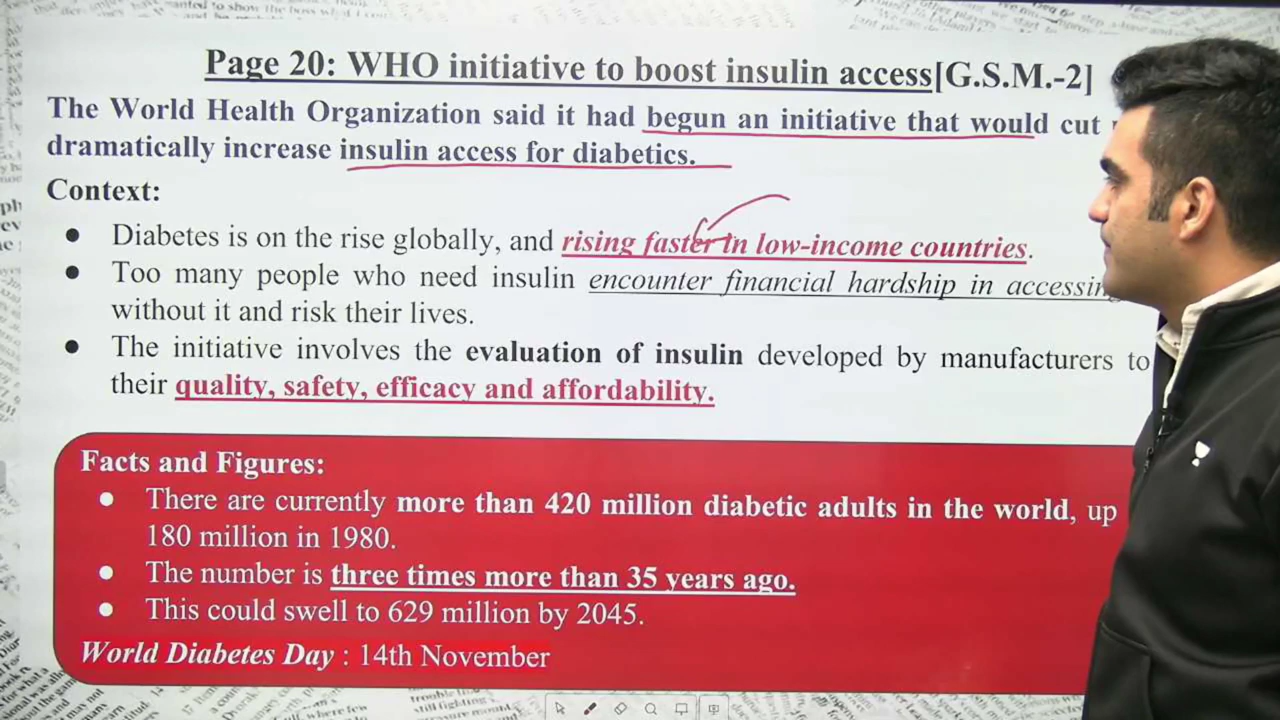 Page 20: WHO initiative to boost insulin access[G.S.M.-2]
The World Health Organization said it had begun an initiative that would cut
dramatically increase insulin access for diabetics.
Context:
● Diabetes is on the rise globally, and rising faster in low-income countries.
● Too many people who need insulin encounter financial hardship in accessing
without it and risk their lives.
● The initiative involves the evaluation of insulin developed by manufacturers to
their quality, safety, efficacy and affordability.
Facts and Figures:
● There are currently more than 420 million diabetic adults in the world, up
180 million in 1980.
● The number is three times more than 35 years ago.
● This could swell to 629 million by 2045.
World Diabetes Day : 14th November